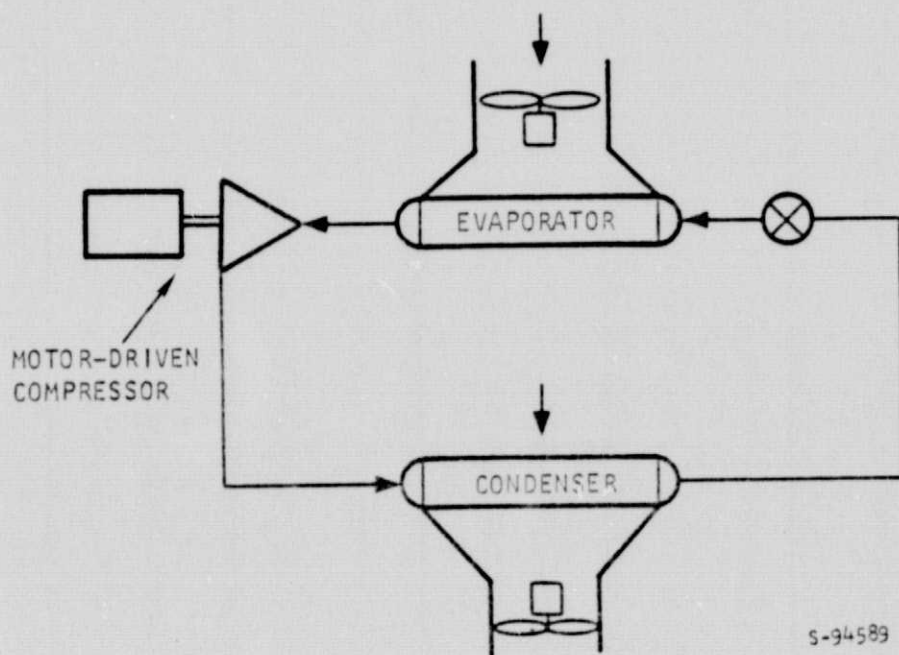 EVAPORATOR
MOTOR-DRIVEN
COMPRESSOR
CONDENSER
S-94589